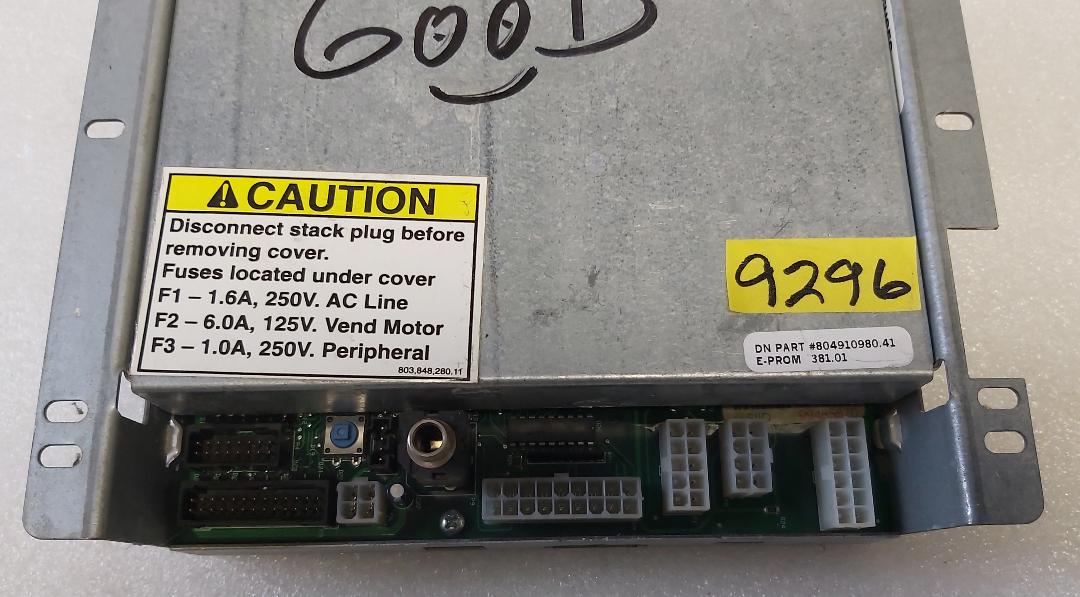 GOOD
CAUTION
Disconnect stack plug before
removing cover.
Fuses located under cover
F1 – 1.6A, 250V. AC Line
F2 – 6.0A, 125V. Vend Motor
F3 – 1.0A, 250V. Peripheral
803,848,280.11
9296
DN PART #804910980.41
E-PROM 381.01